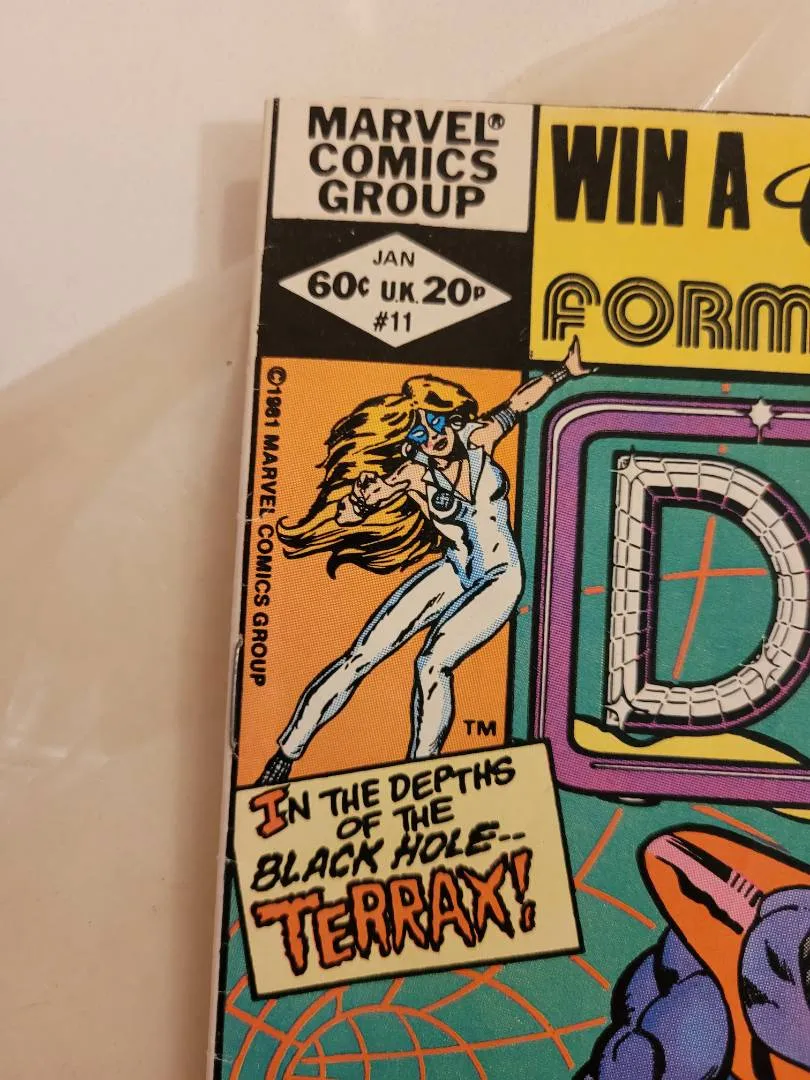 MARVEL®
COMICS
GROUP
JAN
60¢ U.K. 20p
#11
WIN A
FORM
©1981 MARVEL COMICS GROUP
D
TM
IN THE DEPTHS
OF THE
BLACK HOLE--
TERRAX!